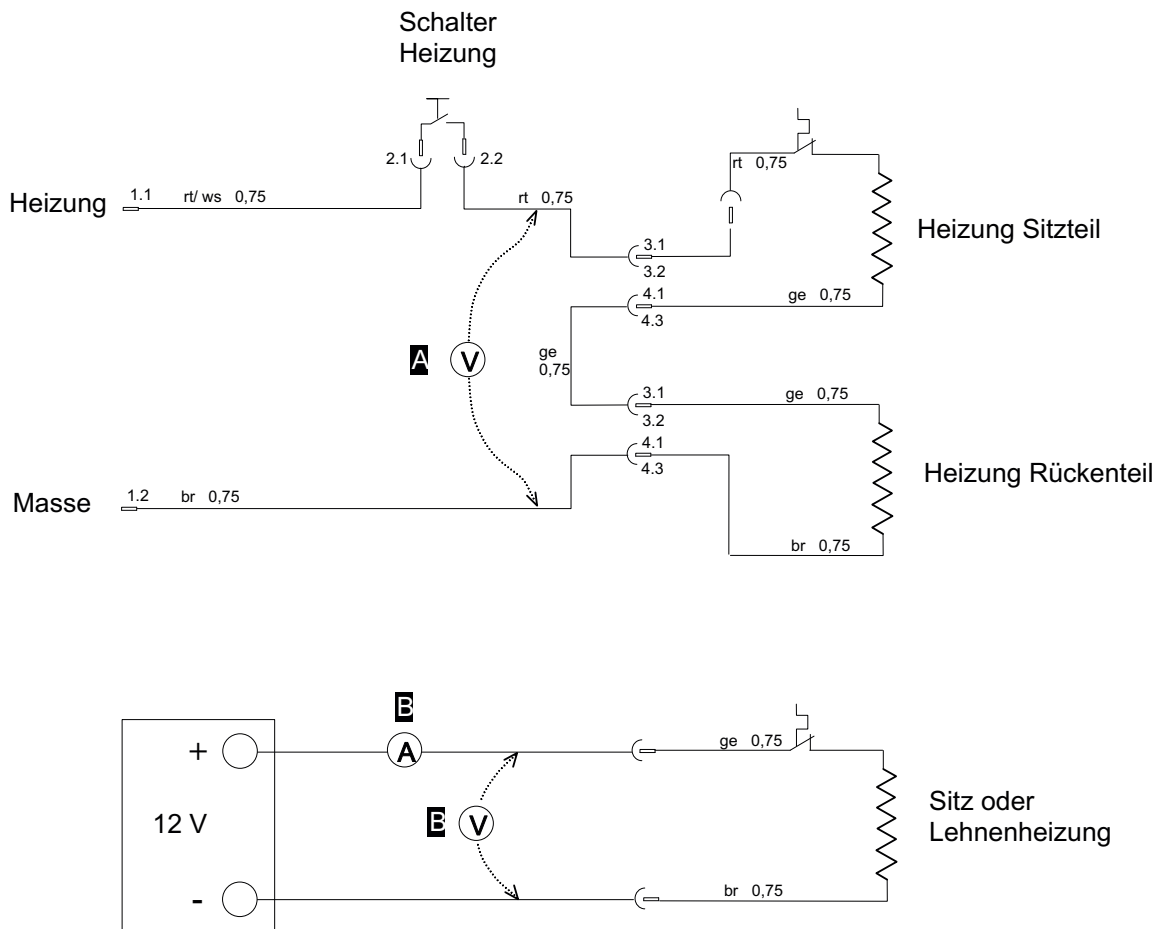 Schalter
Heizung
2.1
2.2
rt 0,75
1.1
rt/ ws 0,75
rt 0,75
Heizung
Heizung Sitzteil
3.1
3.2
4.1
ge 0,75
4.3
A
V
ge
0,75
3.1
ge 0,75
3.2
4.1
4.3
Heizung Rückenteil
Masse
1.2
br 0,75
br 0,75
B
+
A
ge 0,75
12 V
B
V
Sitz oder
Lehnenheizung
-
br 0,75